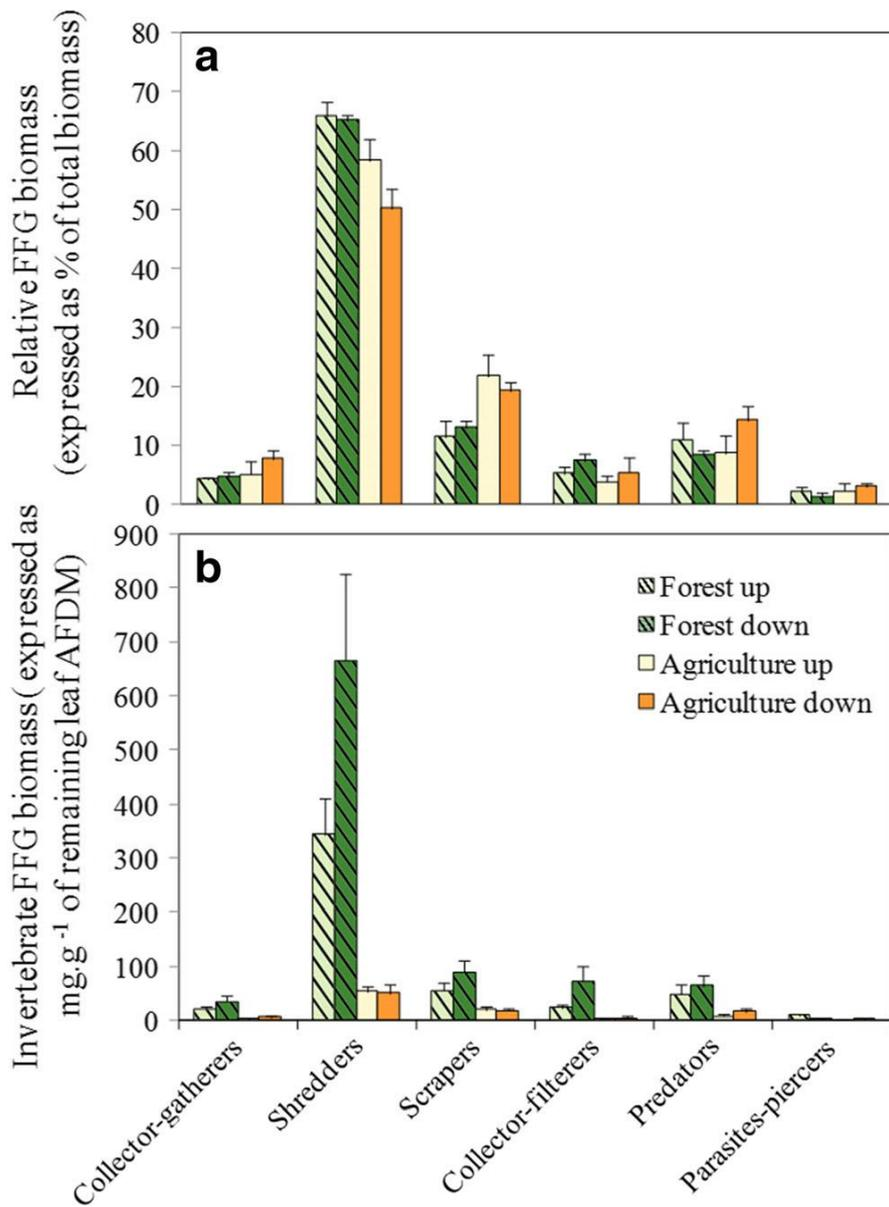 Relative FFG biomass
(expressed as % of total biomass)
a
80
70
60
50
40
30
20
10
0
Invertebrate FFG biomass ( expressed as
mg.g -1 of remaining leaf AFDM)
b
900
800
700
600
500
400
300
200
100
0
Forest up
Forest down
Agriculture up
Agriculture down
Collector-gatherers
Shredders
Scrapers
Collector-filterers
Predators
Parasites-piercers